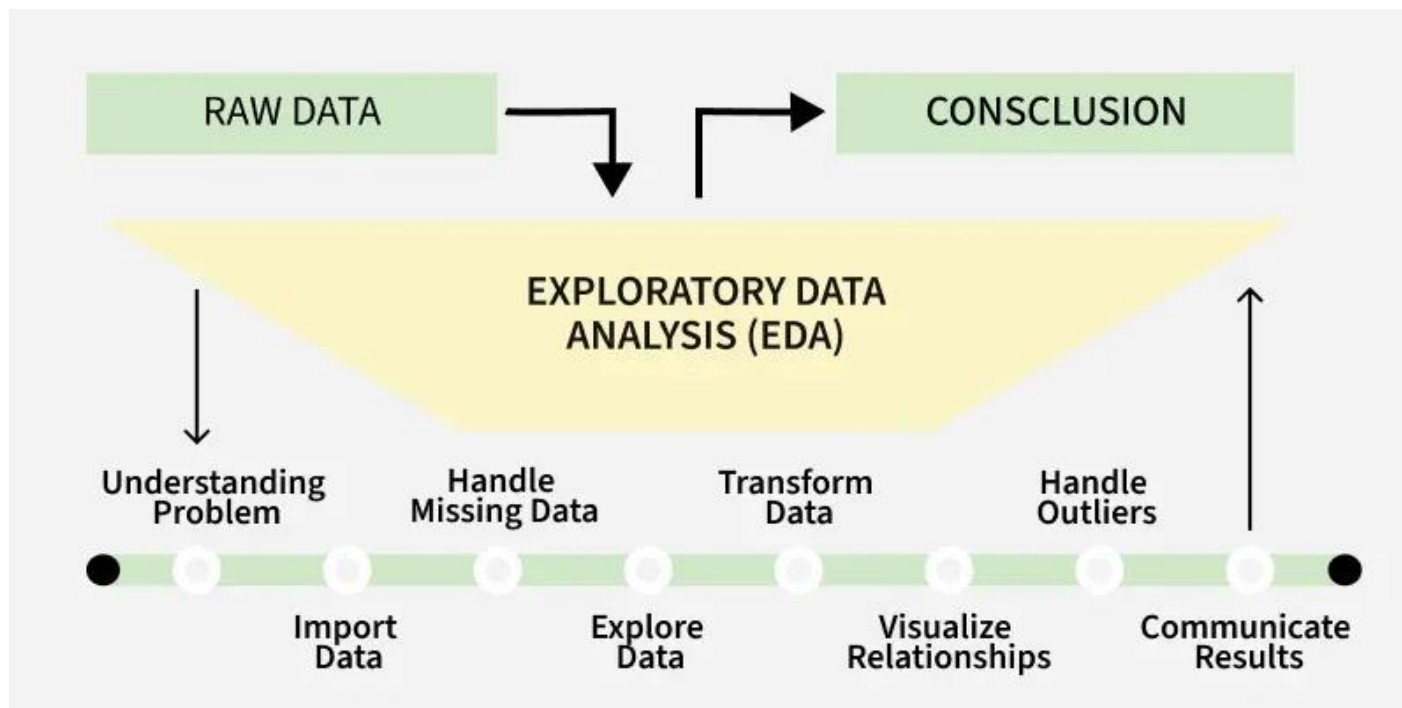 RAW DATA
CONSCLUSION
EXPLORATORY DATA
ANALYSIS (EDA)
Understanding
Problem
Import
Data
Handle
Missing Data
Explore
Data
Transform
Data
Visualize
Relationships
Handle
Outliers
Communicate
Results